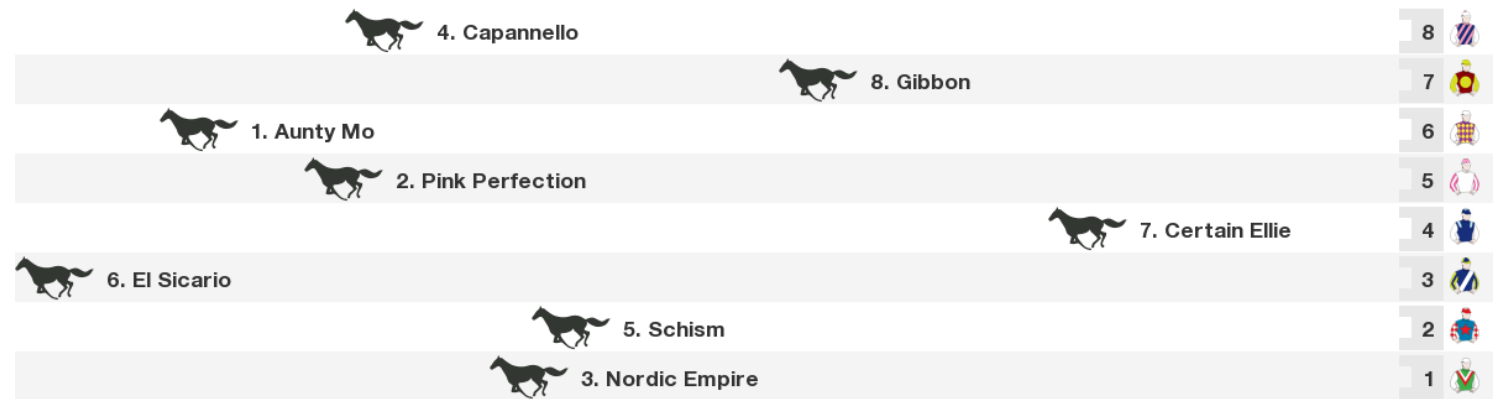 4. Capannello 8
8. Gibbon 7
1. Aunty Mo 6
2. Pink Perfection 5
7. Certain Ellie 4
6. El Sicario 3
5. Schism 2
3. Nordic Empire 1